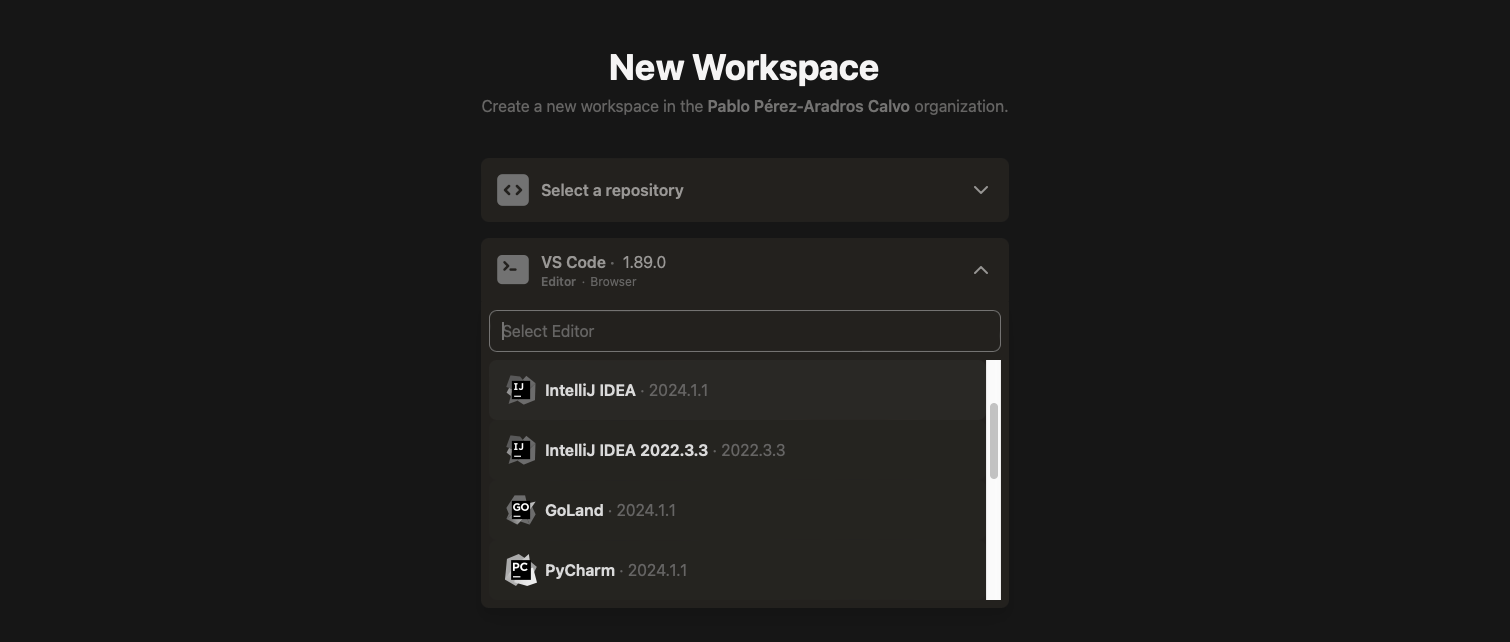 New Workspace
Create a new workspace in the Pablo Pérez-Aradros Calvo organization.
Select a repository
VS Code · 1.89.0
Editor · Browser
Select Editor
IJ IntelliJ IDEA · 2024.1.1
IJ IntelliJ IDEA 2022.3.3 · 2022.3.3
GO GoLand · 2024.1.1
PC PyCharm · 2024.1.1